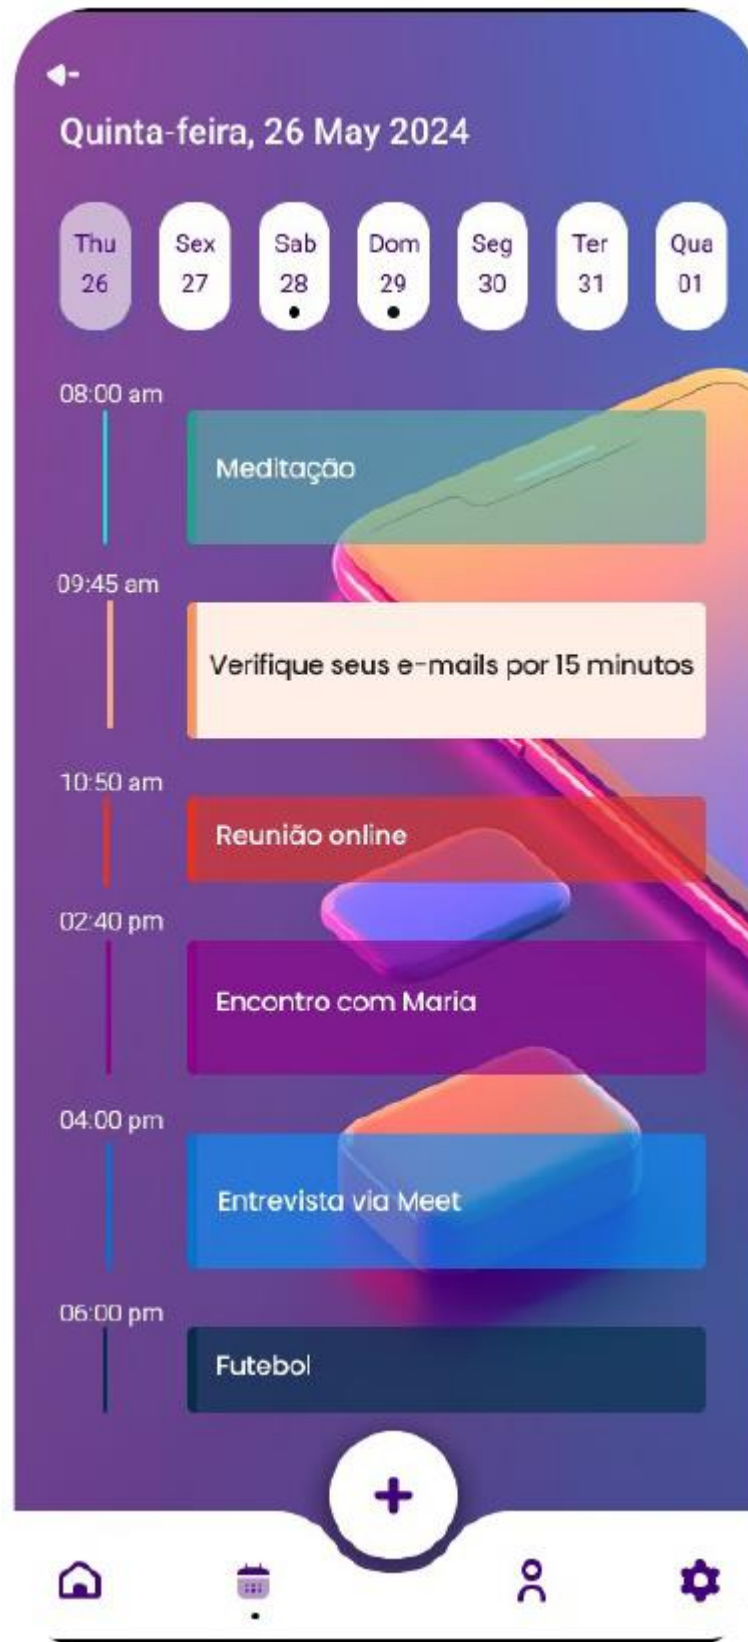 Quinta-feira, 26 May 2024
Thu Sex Sab Dom Seg Ter Qua
26 27 28 29 30 31 01
08:00 am
Meditação
09:45 am
Verifique seus e-mails por 15 minutos
10:50 am
Reunião online
02:40 pm
Encontro com Maria
04:00 pm
Entrevista via Meet
06:00 pm
Futebol